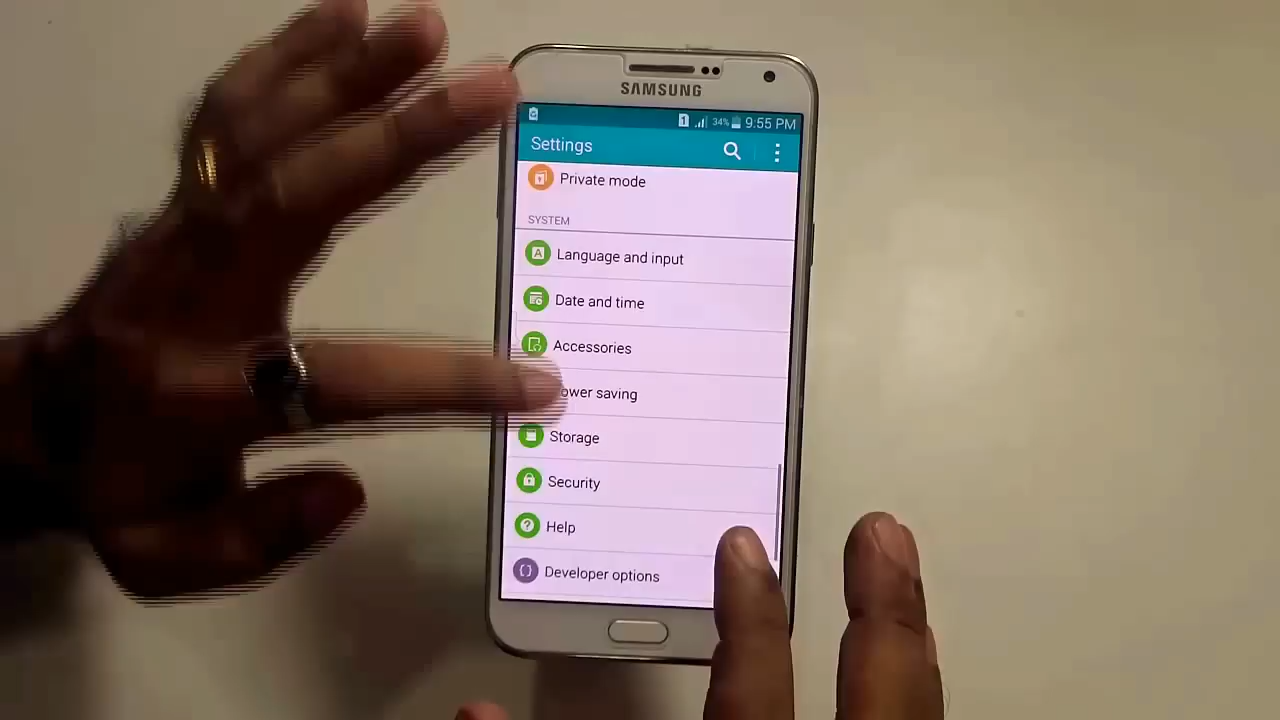 SAMSUNG
1 34% 9:55 PM
Settings
Private mode
SYSTEM
A Language and input
Date and time
Accessories
ower saving
Storage
Security
? Help
{} Developer options